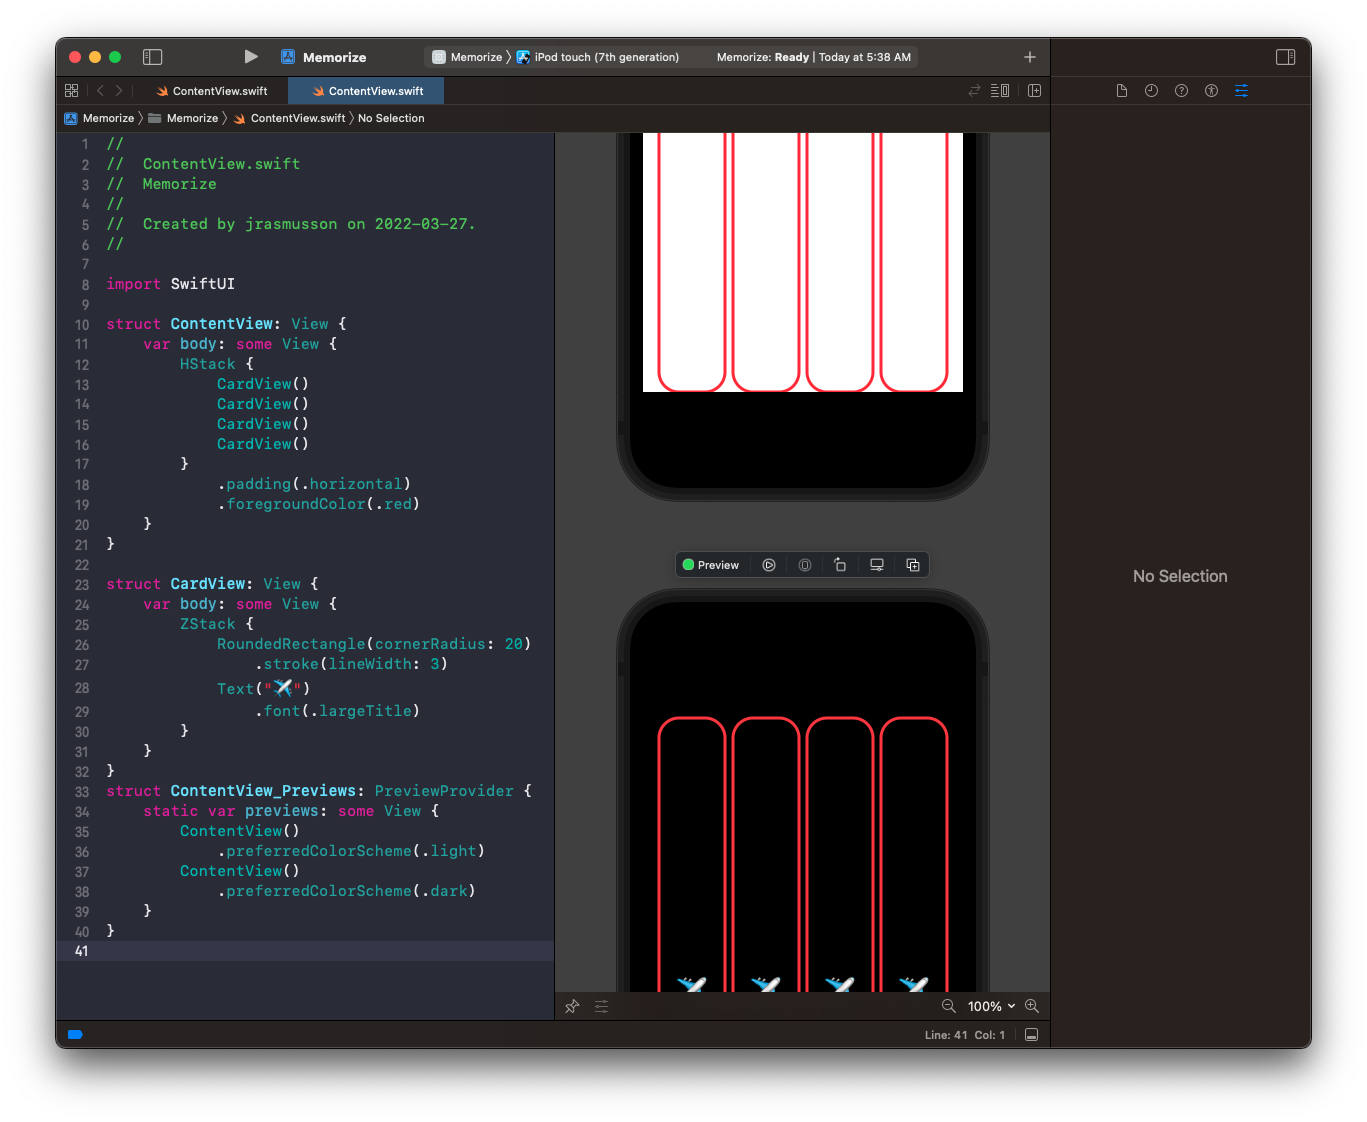 Memorize
Memorize 〉 iPod touch (7th generation)
Memorize: Ready | Today at 5:38 AM
ContentView.swift
ContentView.swift
Memorize 〉 Memorize 〉 ContentView.swift 〉 No Selection
1 //
2 //  ContentView.swift
3 //  Memorize
4 //
5 //  Created by jrasmusson on 2022-03-27.
6 //
7
8 import SwiftUI
9
10 struct ContentView: View {
11     var body: some View {
12         HStack {
13             CardView()
14             CardView()
15             CardView()
16             CardView()
17         }
18             .padding(.horizontal)
19             .foregroundColor(.red)
20     }
21 }
22
23 struct CardView: View {
24     var body: some View {
25         ZStack {
26             RoundedRectangle(cornerRadius: 20)
27                 .stroke(lineWidth: 3)
28             Text("✈️")
29                 .font(.largeTitle)
30         }
31     }
32 }
33 struct ContentView_Previews: PreviewProvider {
34     static var previews: some View {
35         ContentView()
36             .preferredColorScheme(.light)
37         ContentView()
38             .preferredColorScheme(.dark)
39     }
40 }
41
Preview
✈️ ✈️ ✈️ ✈️
100%
No Selection
Line: 41  Col: 1